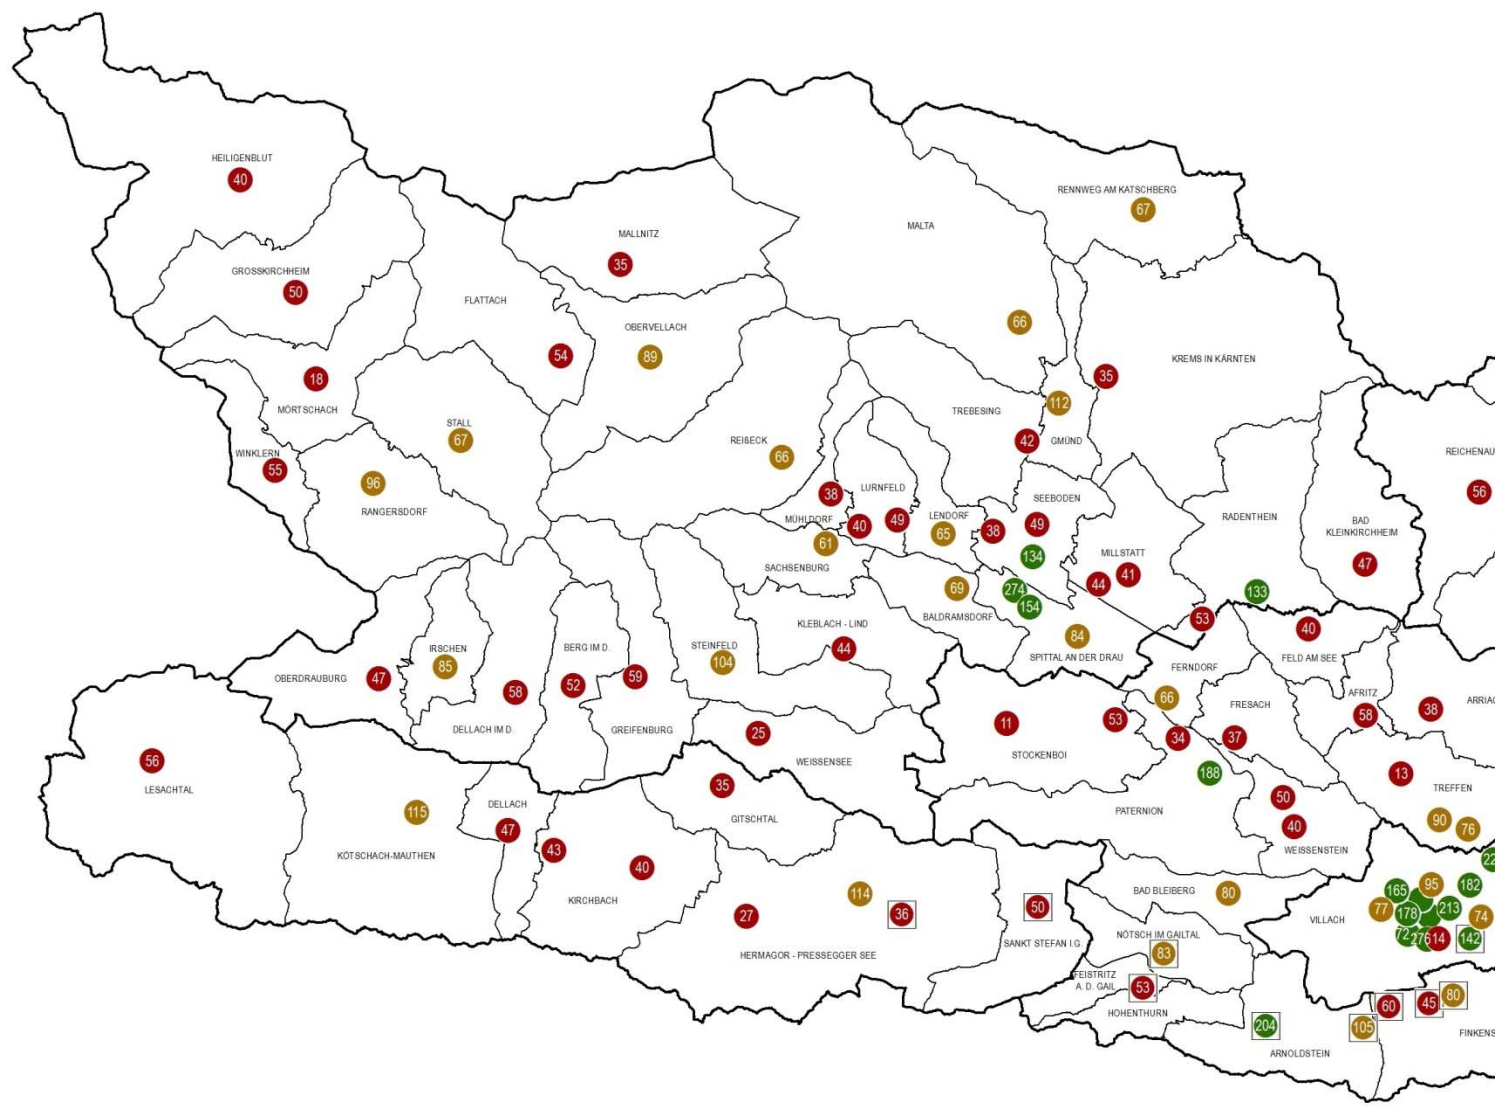 HEILIGENBLUT
40
RENNWEG AM KATSCHBERG
67
MALTA
MALLNITZ
35
GROSSKIRCHHEIM
50
FLATTACH
OBERVELLACH
89
66
54
KREMS IN KÄRNTEN
35
18
MÖRTSCHACH
112
GMÜND
TREBESING
42
STALL
67
REIßECK
66
WINKLERN
55
96
RANGERSDORF
REICHENAU
56
38
MÜHLDORF
LURNFELD
40
49
LENDORF
65
38
SEEBODEN
49
134
RADENTHEIN
133
BAD
KLEINKIRCHHEIM
47
61
SACHSENBURG
MILLSTATT
44
41
69
BALDRAMSDORF
274
154
84
SPITTAL AN DER DRAU
53
40
FELD AM SEE
KLEBLACH - LIND
44
IRSCHEN
85
BERG IM D.
52
STEINFELD
104
59
OBERDRAUBURG
47
58
DELLACH IM D.
GREIFENBURG
FERNDORF
66
FRESACH
37
AFRITZ
58
38
ARRIAC
11
STOCKENBOI
53
34
188
25
WEISSENSEE
56
LESACHTAL
35
GITSCHTAL
13
TREFFEN
90
76
PATERNION
50
40
WEISSENSTEIN
115
KÖTSCHACH-MAUTHEN
DELLACH
47
43
40
KIRCHBACH
114
27
36
HERMAGOR - PRESSEGGER SEE
50
SANKT STEFAN I.G.
BAD BLEIBERG
80
VILLACH
165
95
182
22
77
178
213
74
72
276
14
142
NÖTSCH IM GAILTAL
83
FEISTRITZ
A. D. GAIL
53
HOHENTHURN
204
ARNOLDSTEIN
105
60
45
80
FINKENS